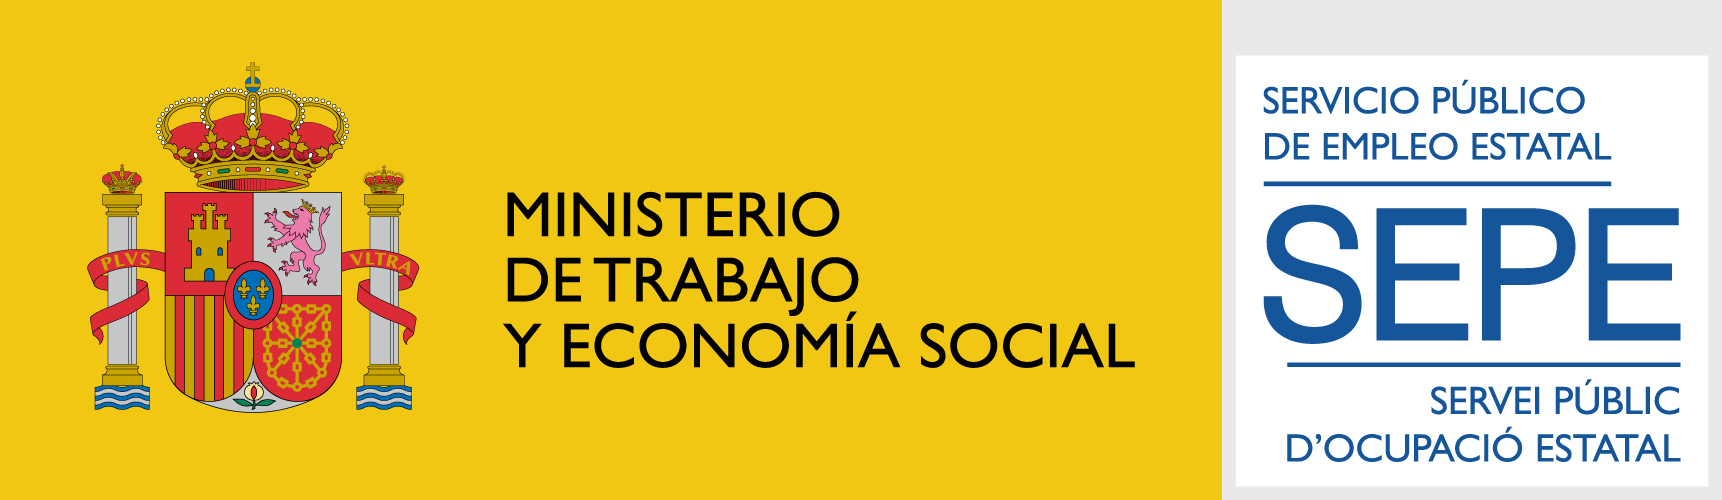 PLVS
VLTRA
MINISTERIO
DE TRABAJO
Y ECONOMÍA SOCIAL
SERVICIO PÚBLICO
DE EMPLEO ESTATAL
SEPE
SERVEI PÚBLIC
D’OCUPACIÓ ESTATAL